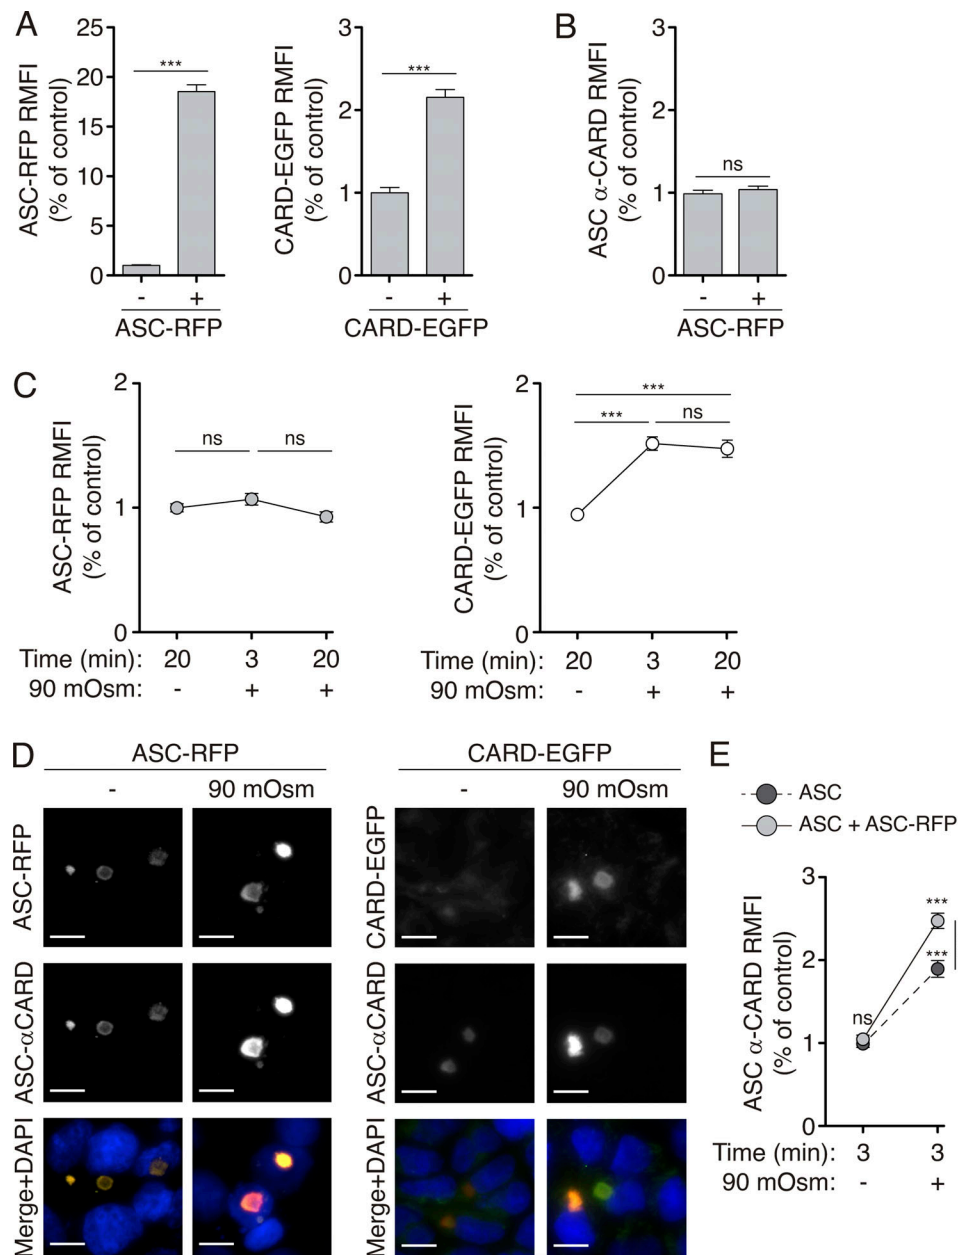 A
ASC-RFP RMFI
(% of control)
25
20
15
10
5
0
***
- +
ASC-RFP
CARD-EGFP RMFI
(% of control)
3
2
1
0
***
- +
CARD-EGFP
B
ASC α-CARD RMFI
(% of control)
3
2
1
0
ns
- +
ASC-RFP
C
ASC-RFP RMFI
(% of control)
2
1
0
ns ns
Time (min): 20 3 20
90 mOsm: - + +
CARD-EGFP RMFI
(% of control)
2
1
0
***
*** ns
Time (min): 20 3 20
90 mOsm: - + +
D
ASC-RFP
- 90 mOsm
ASC-RFP
ASC-αCARD
Merge+DAPI
CARD-EGFP
- 90 mOsm
CARD-EGFP
ASC-αCARD
Merge+DAPI
E
ASC
ASC + ASC-RFP
ASC α-CARD RMFI
(% of control)
3
2
1
0
***
***
ns
Time (min): 3 3
90 mOsm: - +